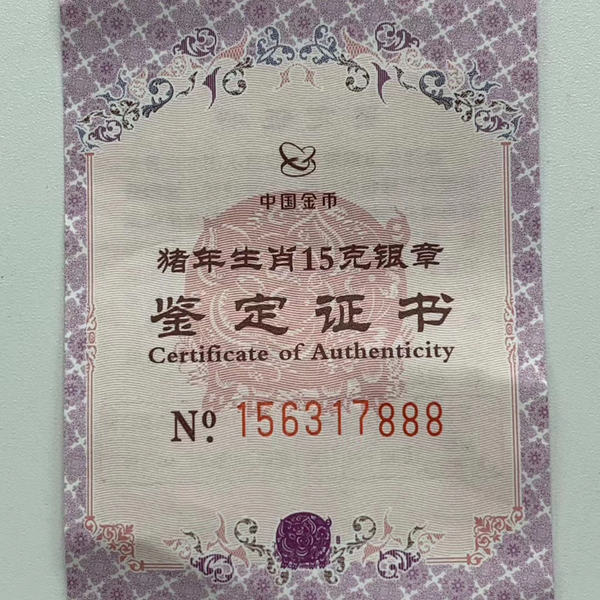 中国金币
猪年生肖15克银章
鉴定证书
Certificate of Authenticity
Nº. 156317888